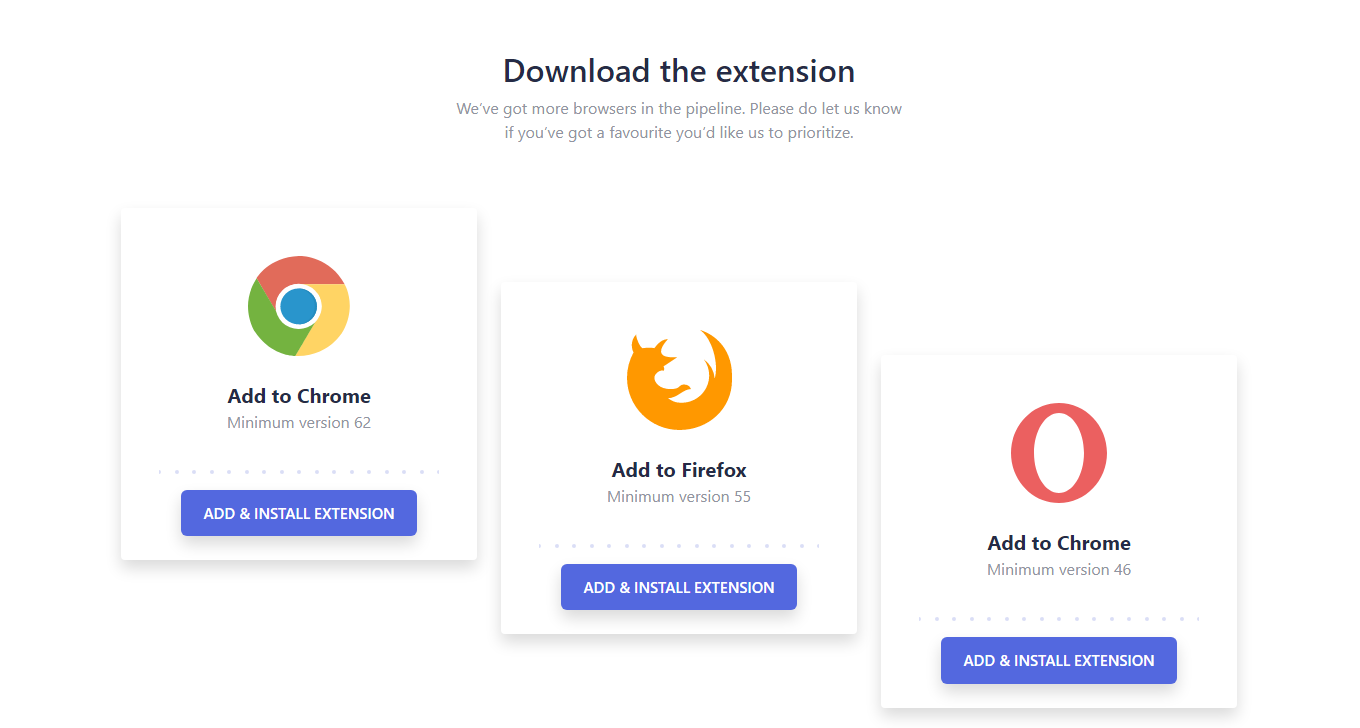 Download the extension
We've got more browsers in the pipeline. Please do let us know
if you've got a favourite you'd like us to prioritize.
Add to Chrome
Minimum version 62
ADD & INSTALL EXTENSION
Add to Firefox
Minimum version 55
ADD & INSTALL EXTENSION
Add to Chrome
Minimum version 46
ADD & INSTALL EXTENSION